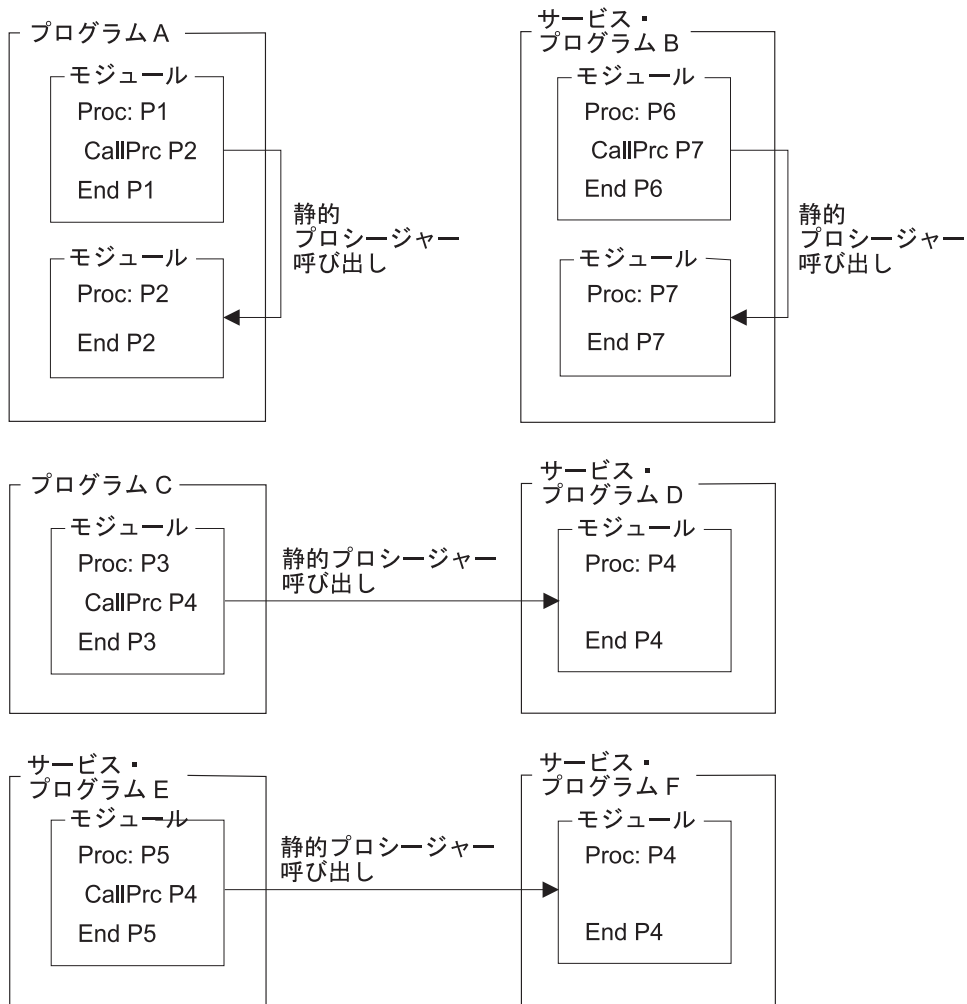 プログラム A
モジュール
Proc: P1
CallPrc P2
End P1
静的
プロシージャー
呼び出し
モジュール
Proc: P2
End P2
サービス・
プログラム B
モジュール
Proc: P6
CallPrc P7
End P6
静的
プロシージャー
呼び出し
モジュール
Proc: P7
End P7
プログラム C
モジュール
Proc: P3
CallPrc P4
End P3
静的プロシージャー
呼び出し
サービス・
プログラム D
モジュール
Proc: P4
End P4
サービス・
プログラム E
モジュール
Proc: P5
CallPrc P4
End P5
静的プロシージャー
呼び出し
サービス・
プログラム F
モジュール
Proc: P4
End P4